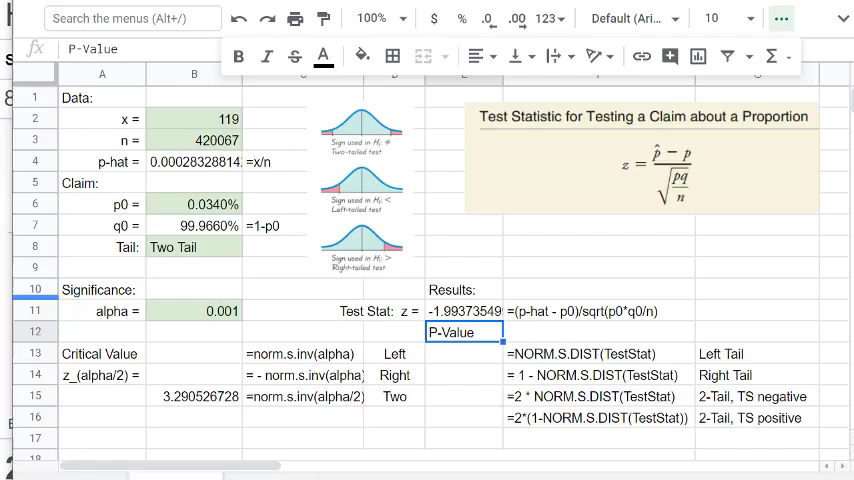 Search the menus (Alt+/)
100%
$ % .0 .00 123
Default (Ari...
10
fx P-Value
B I S A
A B D
1 Data:
2 x = 119
3 n = 420067
4 p-hat = 0.00028328814 =x/n
5 Claim:
6 p0 = 0.0340%
7 q0 = 99.9660% =1-p0
8 Tail: Two Tail
9
10 Significance: Results:
11 alpha = 0.001 Test Stat: z = -1.99373549 =(p-hat - p0)/sqrt(p0*q0/n)
12 P-Value
13 Critical Value =norm.s.inv(alpha) Left =NORM.S.DIST(TestStat) Left Tail
14 z_(alpha/2) = = - norm.s.inv(alpha) Right = 1 - NORM.S.DIST(TestStat) Right Tail
15 3.290526728 =norm.s.inv(alpha/2) Two =2 * NORM.S.DIST(TestStat) 2-Tail, TS negative
16 =2*(1-NORM.S.DIST(TestStat)) 2-Tail, TS positive
17
18
Sign used in H₁: ≠
Two-tailed test
Sign used in H₁: <
Left-tailed test
Sign used in H₁: >
Right-tailed test
Test Statistic for Testing a Claim about a Proportion
z = p̂ − p
√pq
n